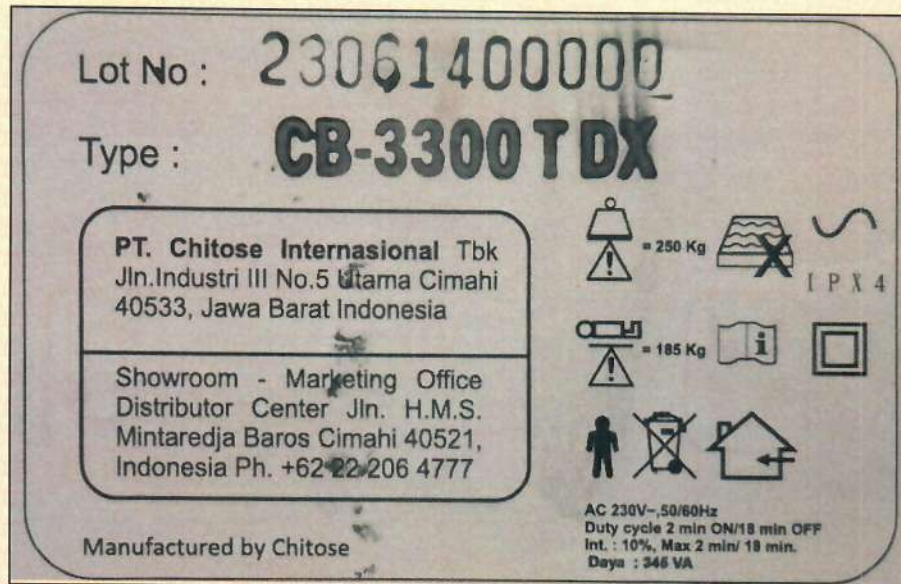 Lot No : 23061400000
Type : CB-3300 T DX
PT. Chitose Internasional Tbk
Jln.Industri III No.5 Utama Cimahi
40533, Jawa Barat Indonesia
Showroom - Marketing Office
Distributor Center Jln. H.M.S.
Mintaredja Baros Cimahi 40521,
Indonesia Ph. +62 22 206 4777
Manufactured by Chitose
= 250 Kg
IPX4
= 185 Kg
i
AC 230V~,50/60Hz
Duty cycle 2 min ON/18 min OFF
Int. : 10%, Max 2 min/ 18 min.
Daya : 345 VA